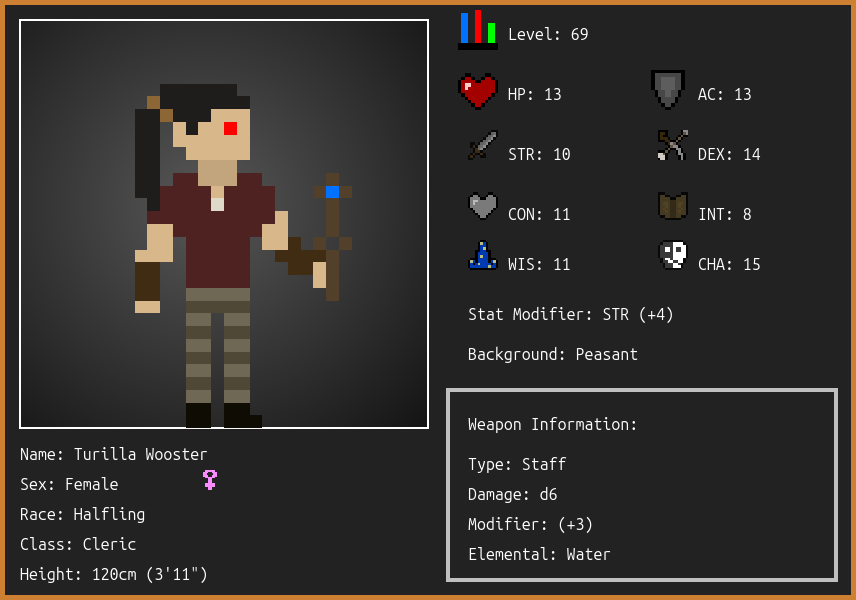 Level: 69
HP: 13
AC: 13
STR: 10
DEX: 14
CON: 11
INT: 8
WIS: 11
CHA: 15
Stat Modifier: STR (+4)
Background: Peasant
Weapon Information:
Type: Staff
Damage: d6
Modifier: (+3)
Elemental: Water
Name: Turilla Wooster
Sex: Female
Race: Halfling
Class: Cleric
Height: 120cm (3'11")